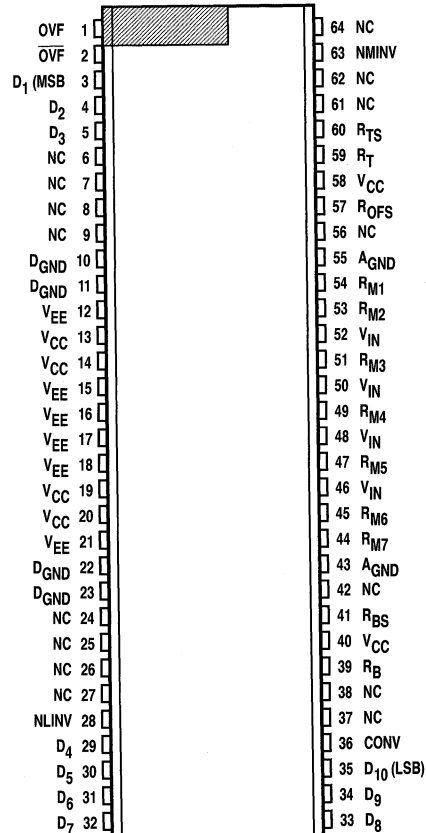 OVF 1
OVF 2
D1 (MSB 3
D2 4
D3 5
NC 6
NC 7
NC 8
NC 9
DGND 10
DGND 11
VEE 12
VCC 13
VCC 14
VEE 15
VEE 16
VEE 17
VEE 18
VCC 19
VCC 20
VEE 21
DGND 22
DGND 23
NC 24
NC 25
NC 26
NC 27
NLINV 28
D4 29
D5 30
D6 31
D7 32
64 NC
63 NMINV
62 NC
61 NC
60 RTS
59 RT
58 VCC
57 ROFS
56 NC
55 AGND
54 RM1
53 RM2
52 VIN
51 RM3
50 VIN
49 RM4
48 VIN
47 RM5
46 VIN
45 RM6
44 RM7
43 AGND
42 NC
41 RBS
40 VCC
39 RB
38 NC
37 NC
36 CONV
35 D10 (LSB)
34 D9
33 D8